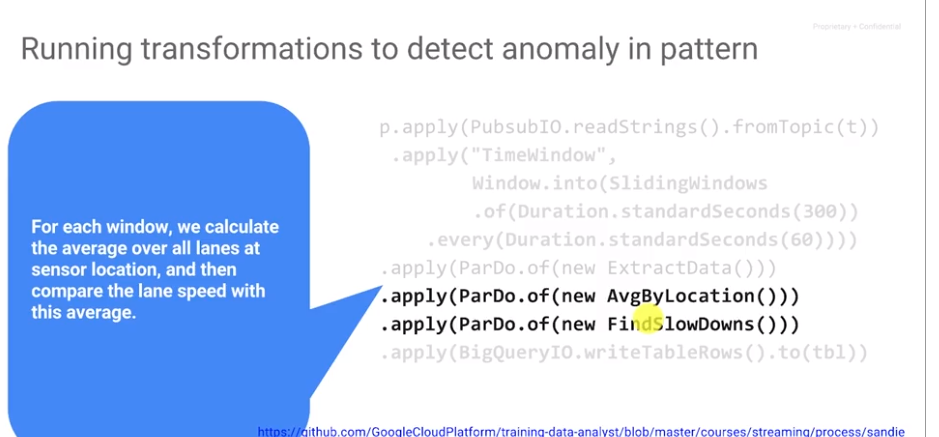 Proprietary + Confidential
Running transformations to detect anomaly in pattern
For each window, we calculate
the average over all lanes at
sensor location, and then
compare the lane speed with
this average.
p.apply(PubsubIO.readStrings().fromTopic(t))
.apply("TimeWindow",
Window.into(SlidingWindows
.of(Duration.standardSeconds(300))
.every(Duration.standardSeconds(60))))
.apply(ParDo.of(new ExtractData()))
.apply(ParDo.of(new AvgByLocation()))
.apply(ParDo.of(new FindSlowDowns()))
.apply(BigQueryIO.writeTableRows().to(tbl))
https://github.com/GoogleCloudPlatform/training-data-analyst/blob/master/courses/streaming/process/sandie